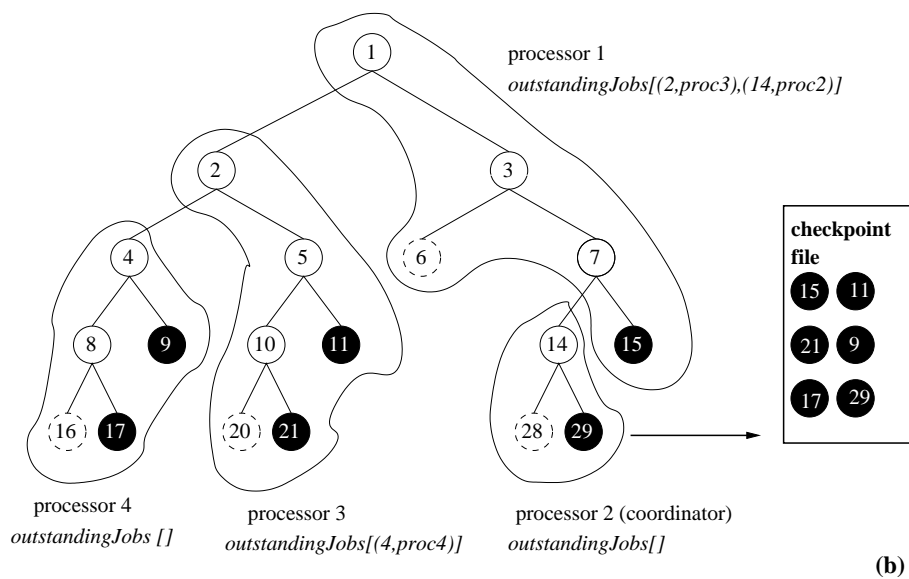 1
processor 1
outstandingJobs[(2,proc3),(14,proc2)]
2
3
4
5
6
7
checkpoint
file
15 11
8
9
10
11
14
15
21 9
16
17
20
21
28
29
17 29
processor 4
outstandingJobs []
processor 3
outstandingJobs[(4,proc4)]
processor 2 (coordinator)
outstandingJobs[]
(b)